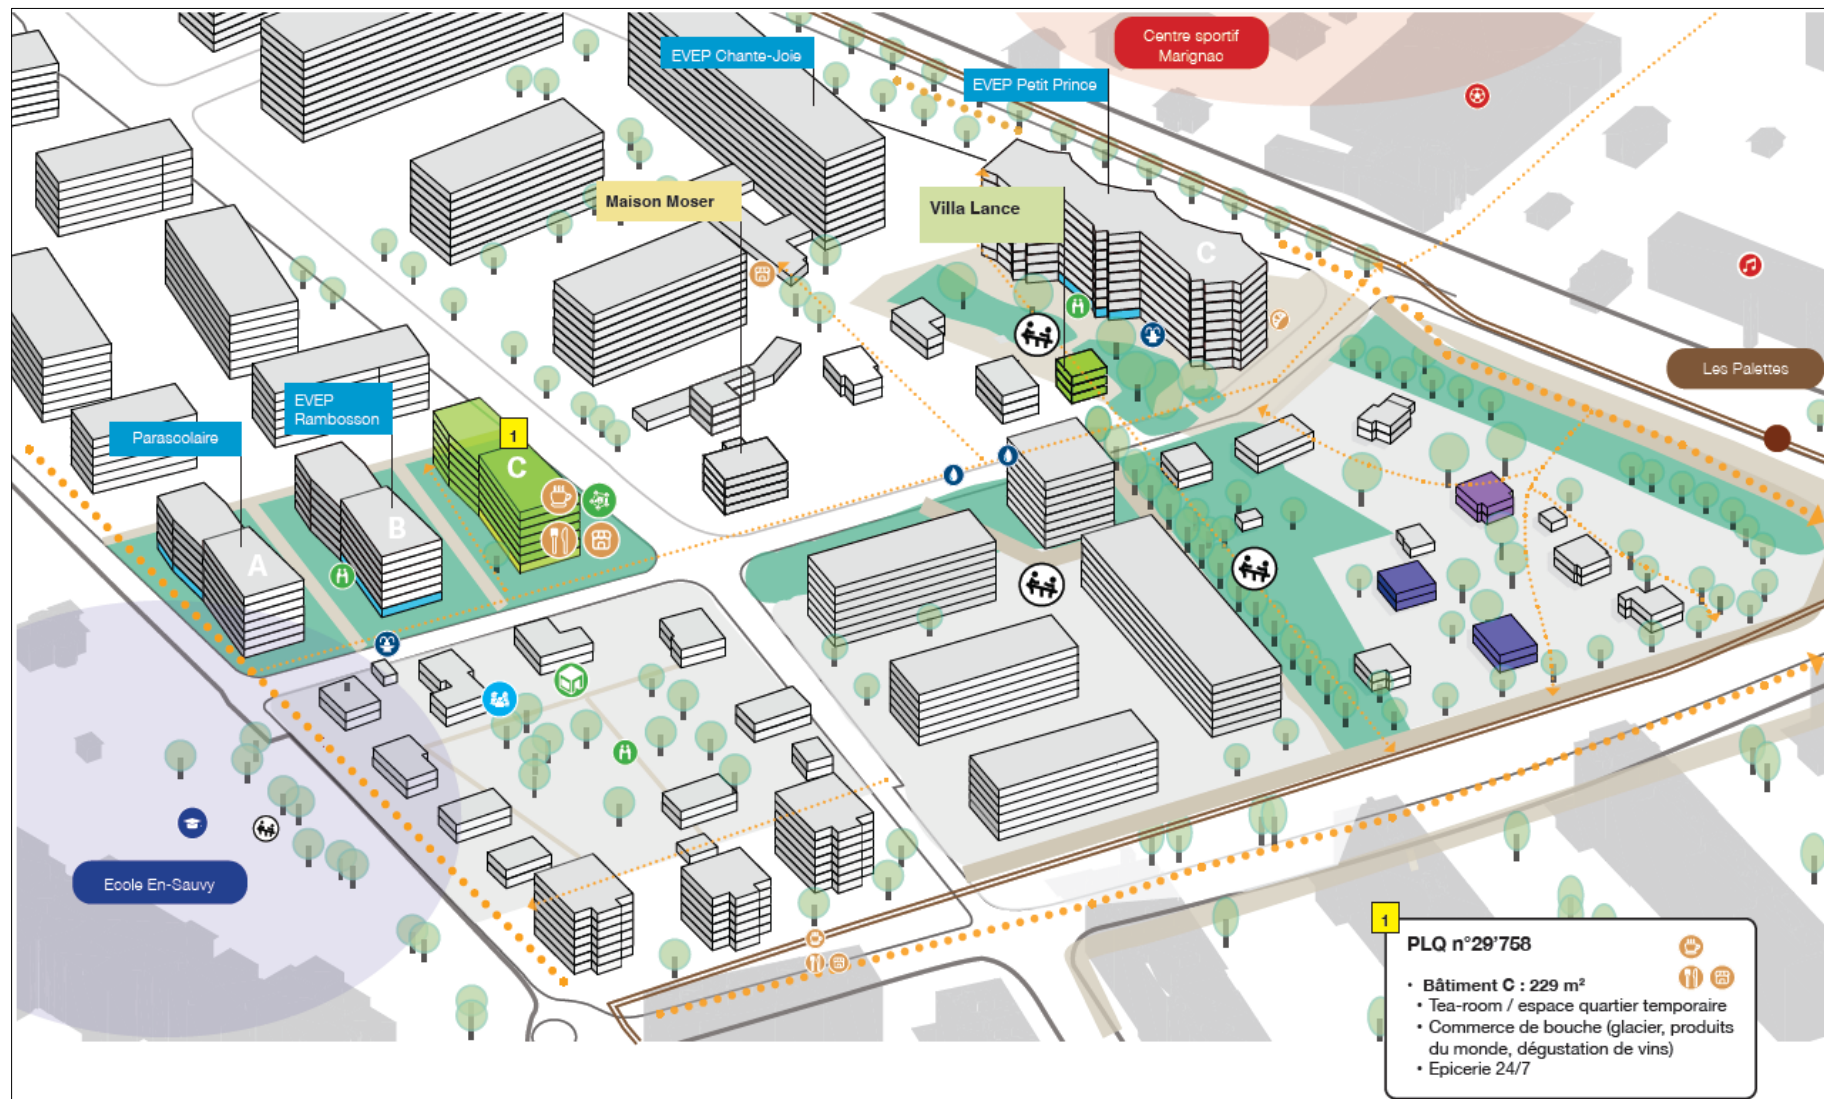 Centre sportif
Marignac
EVEP Chante-Joie
EVEP Petit Prince
Maison Moser
Villa Lance
C
Les Palettes
EVEP
Rambosson
Parascolaire
1
C
B
A
Ecole En-Sauvy
1
PLQ n°29'758
• Bâtiment C : 229 m²
• Tea-room / espace quartier temporaire
• Commerce de bouche (glacier, produits
du monde, dégustation de vins)
• Epicerie 24/7